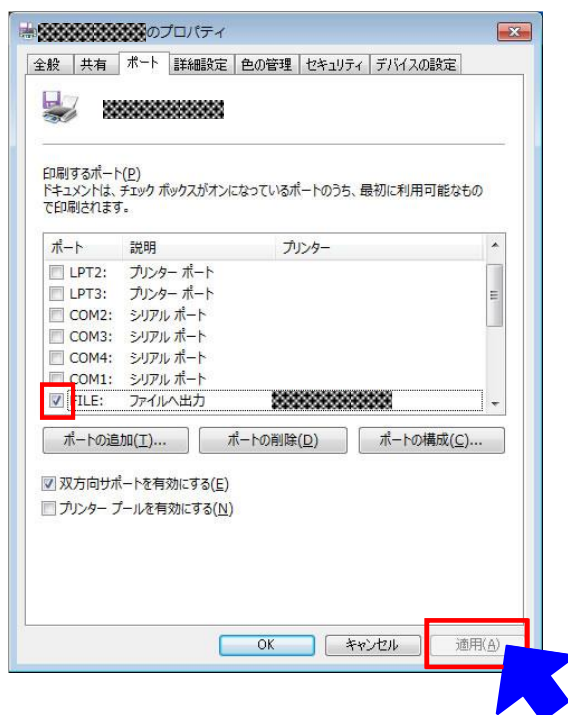 のプロパティ
全般 共有 ポート 詳細設定 色の管理 セキュリティ デバイスの設定
印刷するポート(P)
ドキュメントは、チェック ボックスがオンになっているポートのうち、最初に利用可能なもの
で印刷されます。
ポート 説明 プリンター
LPT2: プリンター ポート
LPT3: プリンター ポート
COM2: シリアル ポート
COM3: シリアル ポート
COM4: シリアル ポート
COM1: シリアル ポート
FILE: ファイルへ出力
ポートの追加(T)... ポートの削除(D) ポートの構成(C)...
双方向サポートを有効にする(E)
プリンター プールを有効にする(N)
OK キャンセル 適用(A)